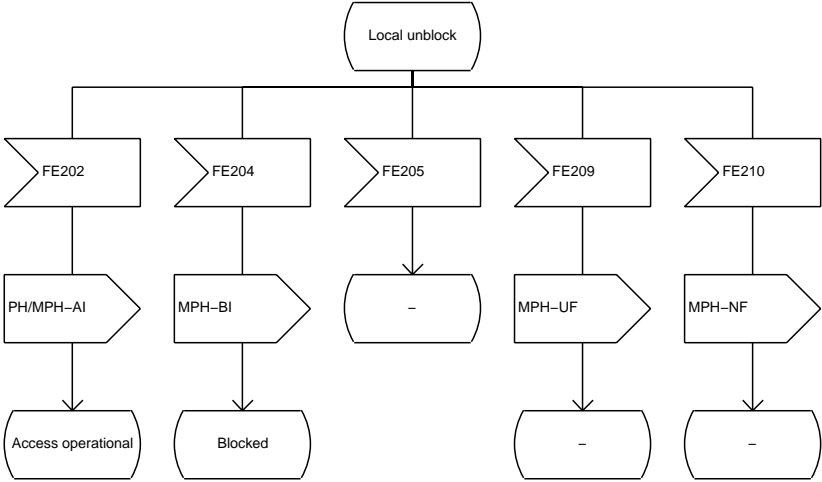 Local unblock
FE202
FE204
FE205
FE209
FE210
PH/MPH−AI
MPH−BI
−
MPH−UF
MPH−NF
Access operational
Blocked
−
−